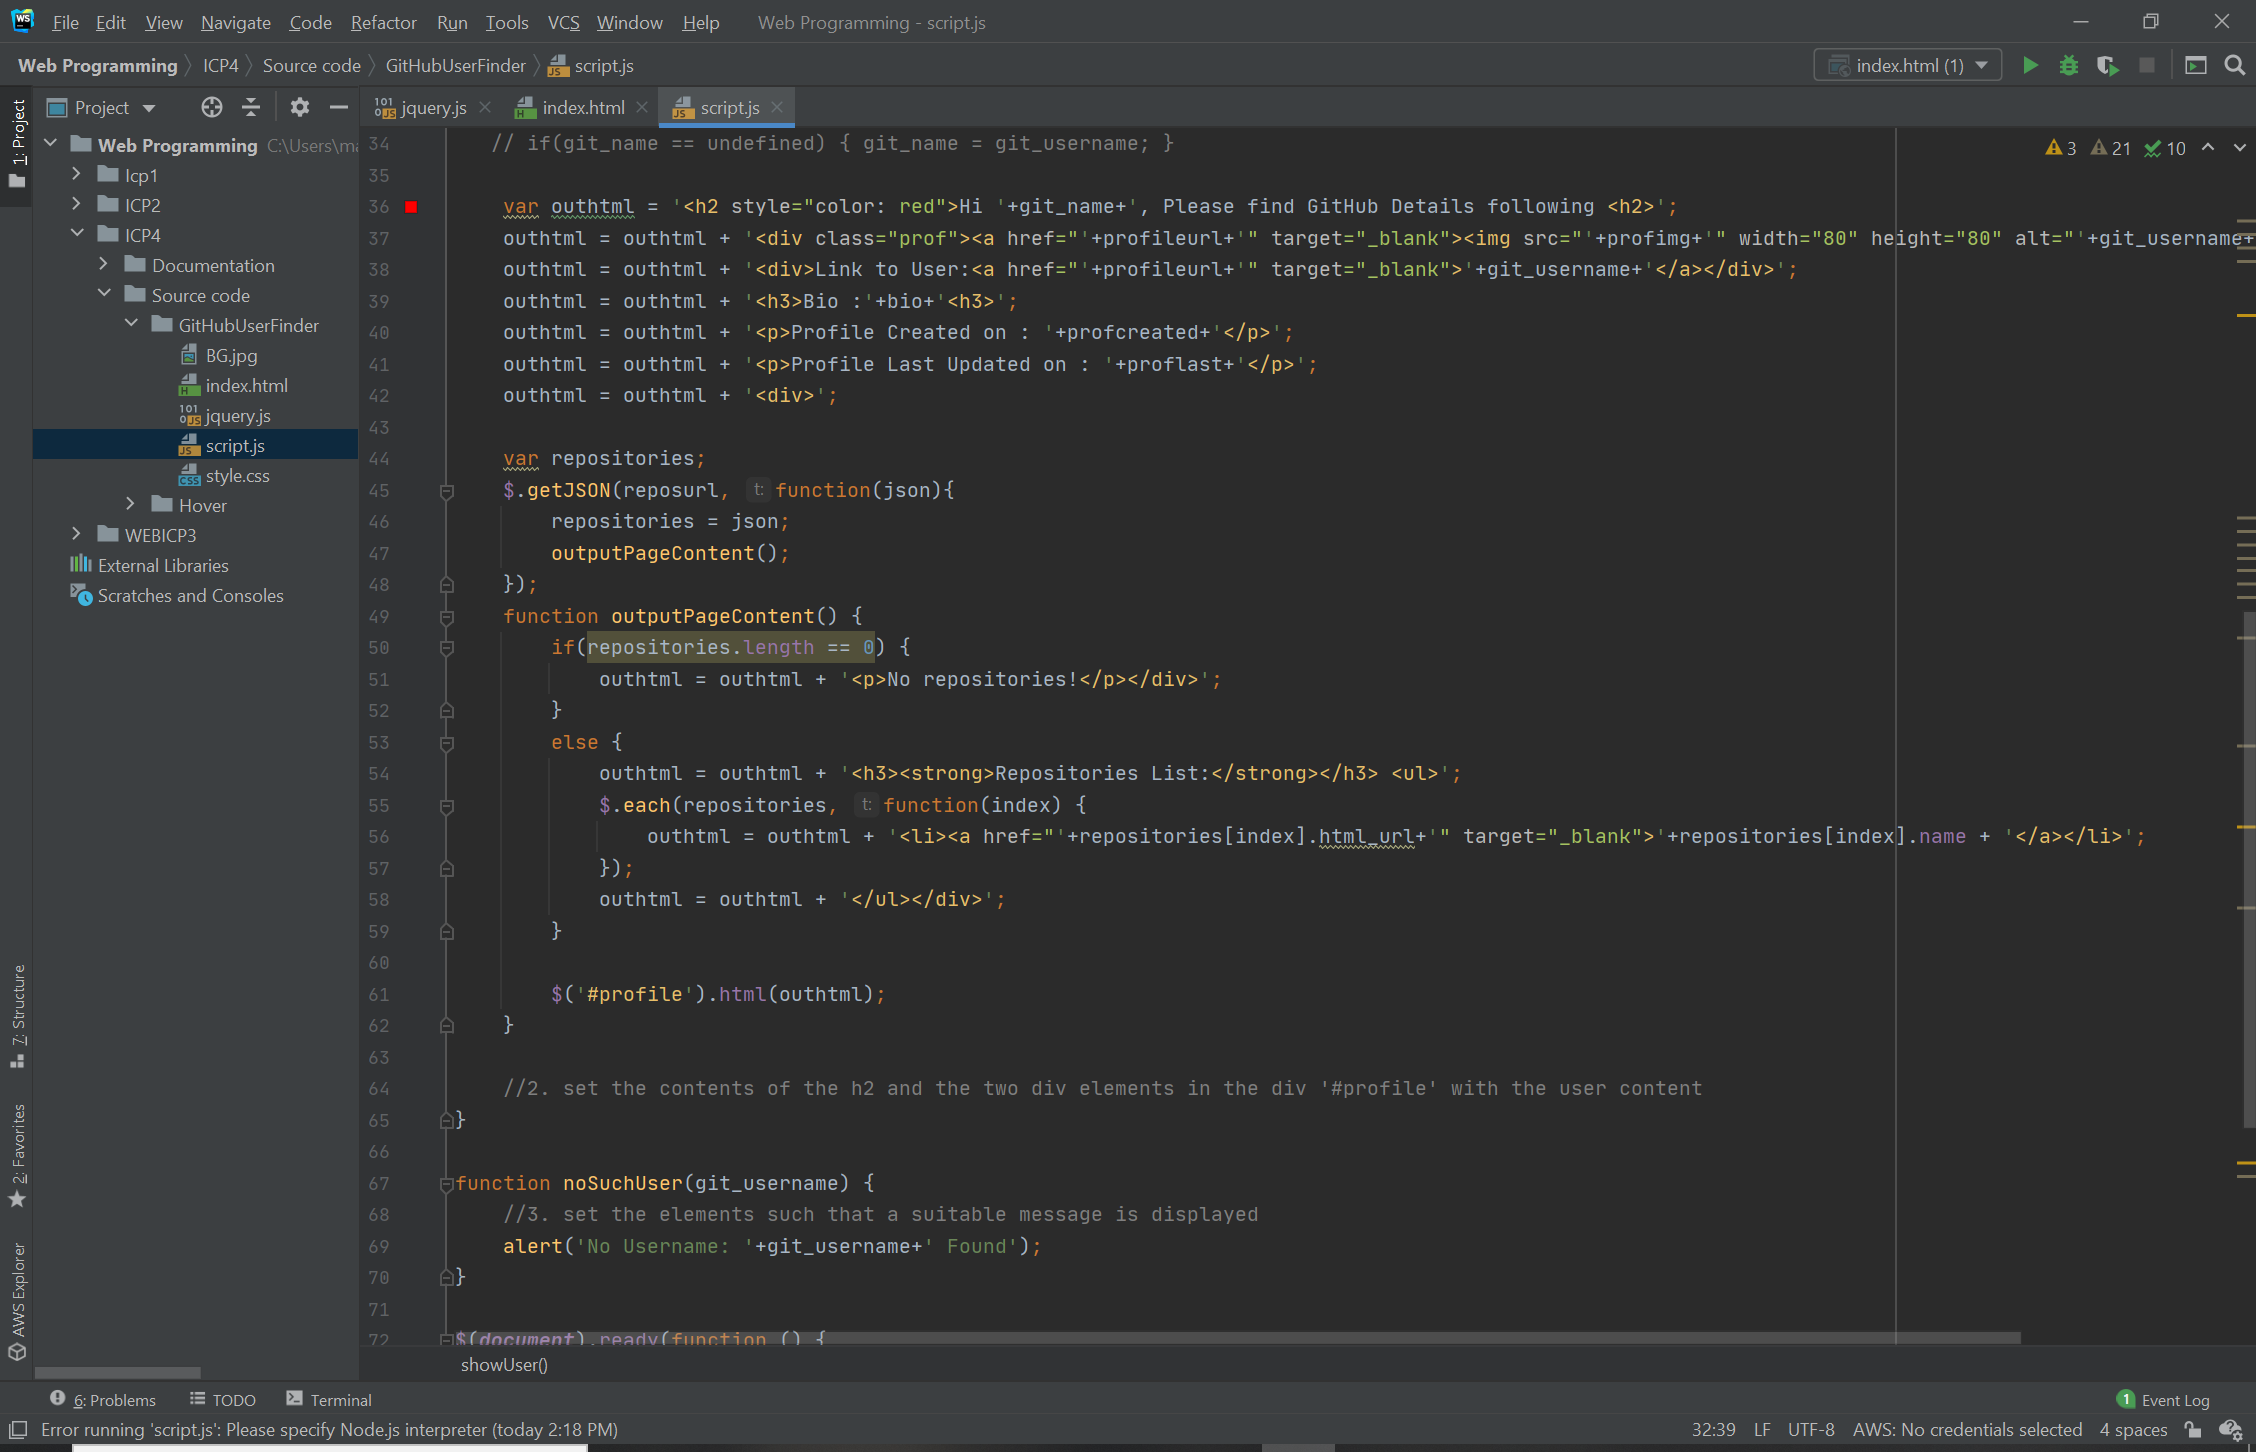 WS File Edit View Navigate Code Refactor Run Tools VCS Window Help Web Programming - script.js
Web Programming ICP4 Source code GitHubUserFinder script.js index.html (1)
1: Project
Project
jquery.js index.html script.js
Web Programming C:\Users\ma
Icp1
ICP2
ICP4
Documentation
Source code
GitHubUserFinder
BG.jpg
index.html
jquery.js
script.js
style.css
Hover
WEBICP3
External Libraries
Scratches and Consoles
7: Structure
2: Favorites
AWS Explorer
3 21 10
34 // if(git_name == undefined) { git_name = git_username; }
35
36 var outhtml = '<h2 style="color: red">Hi '+git_name+', Please find GitHub Details following <h2>';
37 outhtml = outhtml + '<div class="prof"><a href="'+profileurl+'" target="_blank"><img src="'+profimg+'" width="80" height="80" alt="'+git_username+
38 outhtml = outhtml + '<div>Link to User:<a href="'+profileurl+'" target="_blank">'+git_username+'</a></div>';
39 outhtml = outhtml + '<h3>Bio :'+bio+'<h3>';
40 outhtml = outhtml + '<p>Profile Created on : '+profcreated+'</p>';
41 outhtml = outhtml + '<p>Profile Last Updated on : '+proflast+'</p>';
42 outhtml = outhtml + '<div>';
43
44 var repositories;
45 $.getJSON(reposurl, t: function(json){
46 repositories = json;
47 outputPageContent();
48 });
49 function outputPageContent() {
50 if(repositories.length == 0) {
51 outhtml = outhtml + '<p>No repositories!</p></div>';
52 }
53 else {
54 outhtml = outhtml + '<h3><strong>Repositories List:</strong></h3> <ul>';
55 $.each(repositories, t: function(index) {
56 outhtml = outhtml + '<li><a href="'+repositories[index].html_url+'" target="_blank">'+repositories[index].name + '</a></li>';
57 });
58 outhtml = outhtml + '</ul></div>';
59 }
60
61 $('#profile').html(outhtml);
62 }
63
64 //2. set the contents of the h2 and the two div elements in the div '#profile' with the user content
65 }
66
67 function noSuchUser(git_username) {
68 //3. set the elements such that a suitable message is displayed
69 alert('No Username: '+git_username+' Found');
70 }
71
72 $(document).ready(function () {
showUser()
6: Problems TODO Terminal 1 Event Log
Error running 'script.js': Please specify Node.js interpreter (today 2:18 PM) 32:39 LF UTF-8 AWS: No credentials selected 4 spaces